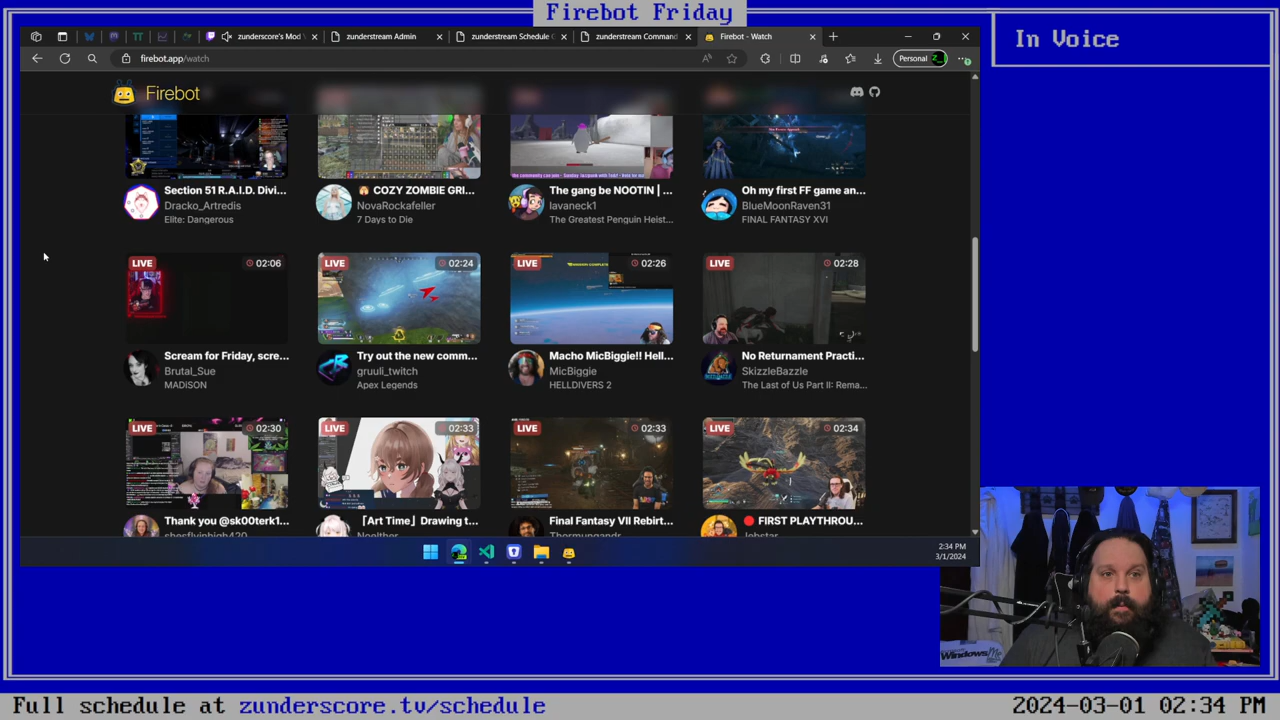 Firebot Friday
In Voice
zunderscore's Mod
zunderstream Admin
zunderstream Schedule
zunderstream Command
Firebot - Watch
firebot.app/watch
Personal
Firebot
Section 51 R.A.I.D. Divi...
Dracko_Artredis
Elite: Dangerous
COZY ZOMBIE GRI...
NovaRockafeller
7 Days to Die
The gang be NOOTIN | ...
lavaneck1
The Greatest Penguin Heist...
Oh my first FF game an...
BlueMoonRaven31
FINAL FANTASY XVI
LIVE
02:06
Scream for Friday, scre...
Brutal_Sue
MADiSON
LIVE
02:24
Try out the new comm...
gruuli_twitch
Apex Legends
LIVE
02:26
Macho MicBiggie!! Hell...
MicBiggie
HELLDIVERS 2
LIVE
02:28
No Returnament Practi...
SkizzleBazzle
The Last of Us Part II: Rema...
LIVE
02:30
Thank you @sk00terk1...
shesflyinhigh420
LIVE
02:33
「Art Time」Drawing t...
Noelther
LIVE
02:33
Final Fantasy VII Rebirt...
Thormungandr
LIVE
02:34
FIRST PLAYTHROU...
Jebstar
2:34 PM
3/1/2024
Windows Me
Full schedule at zunderscore.tv/schedule
2024-03-01 02:34 PM